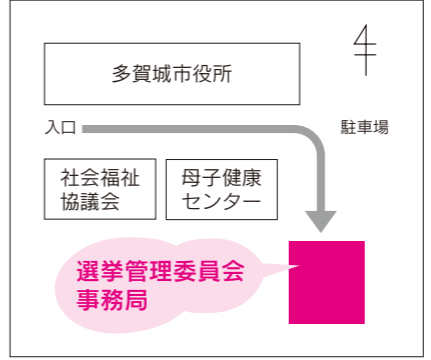 多賀城市役所
入口
駐車場
社会福祉
協議会
母子健康
センター
選挙管理委員会
事務局